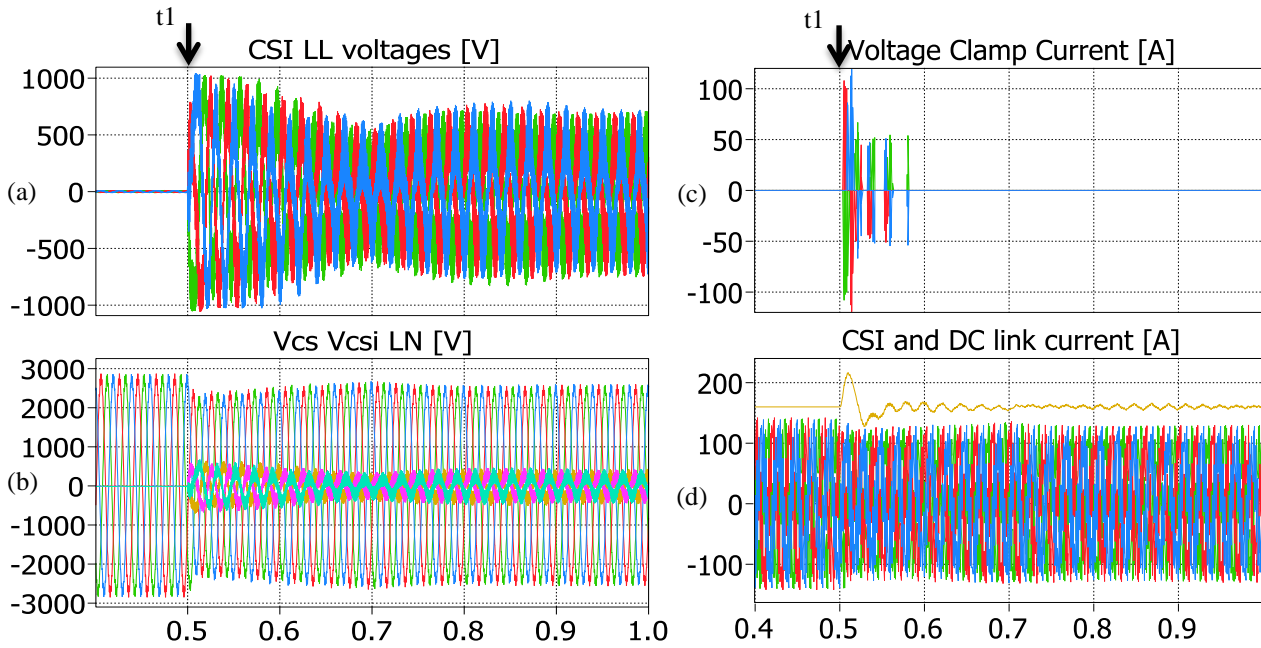 t1
CSI LL voltages [V]
1000
500
0
-500
-1000
(a)
Vcs Vcsi LN [V]
3000
2000
1000
0
-1000
-2000
-3000
(b)
0.5 0.6 0.7 0.8 0.9 1.0
t1
Voltage Clamp Current [A]
100
50
0
-50
-100
(c)
CSI and DC link current [A]
200
100
0
-100
(d)
0.4 0.5 0.6 0.7 0.8 0.9